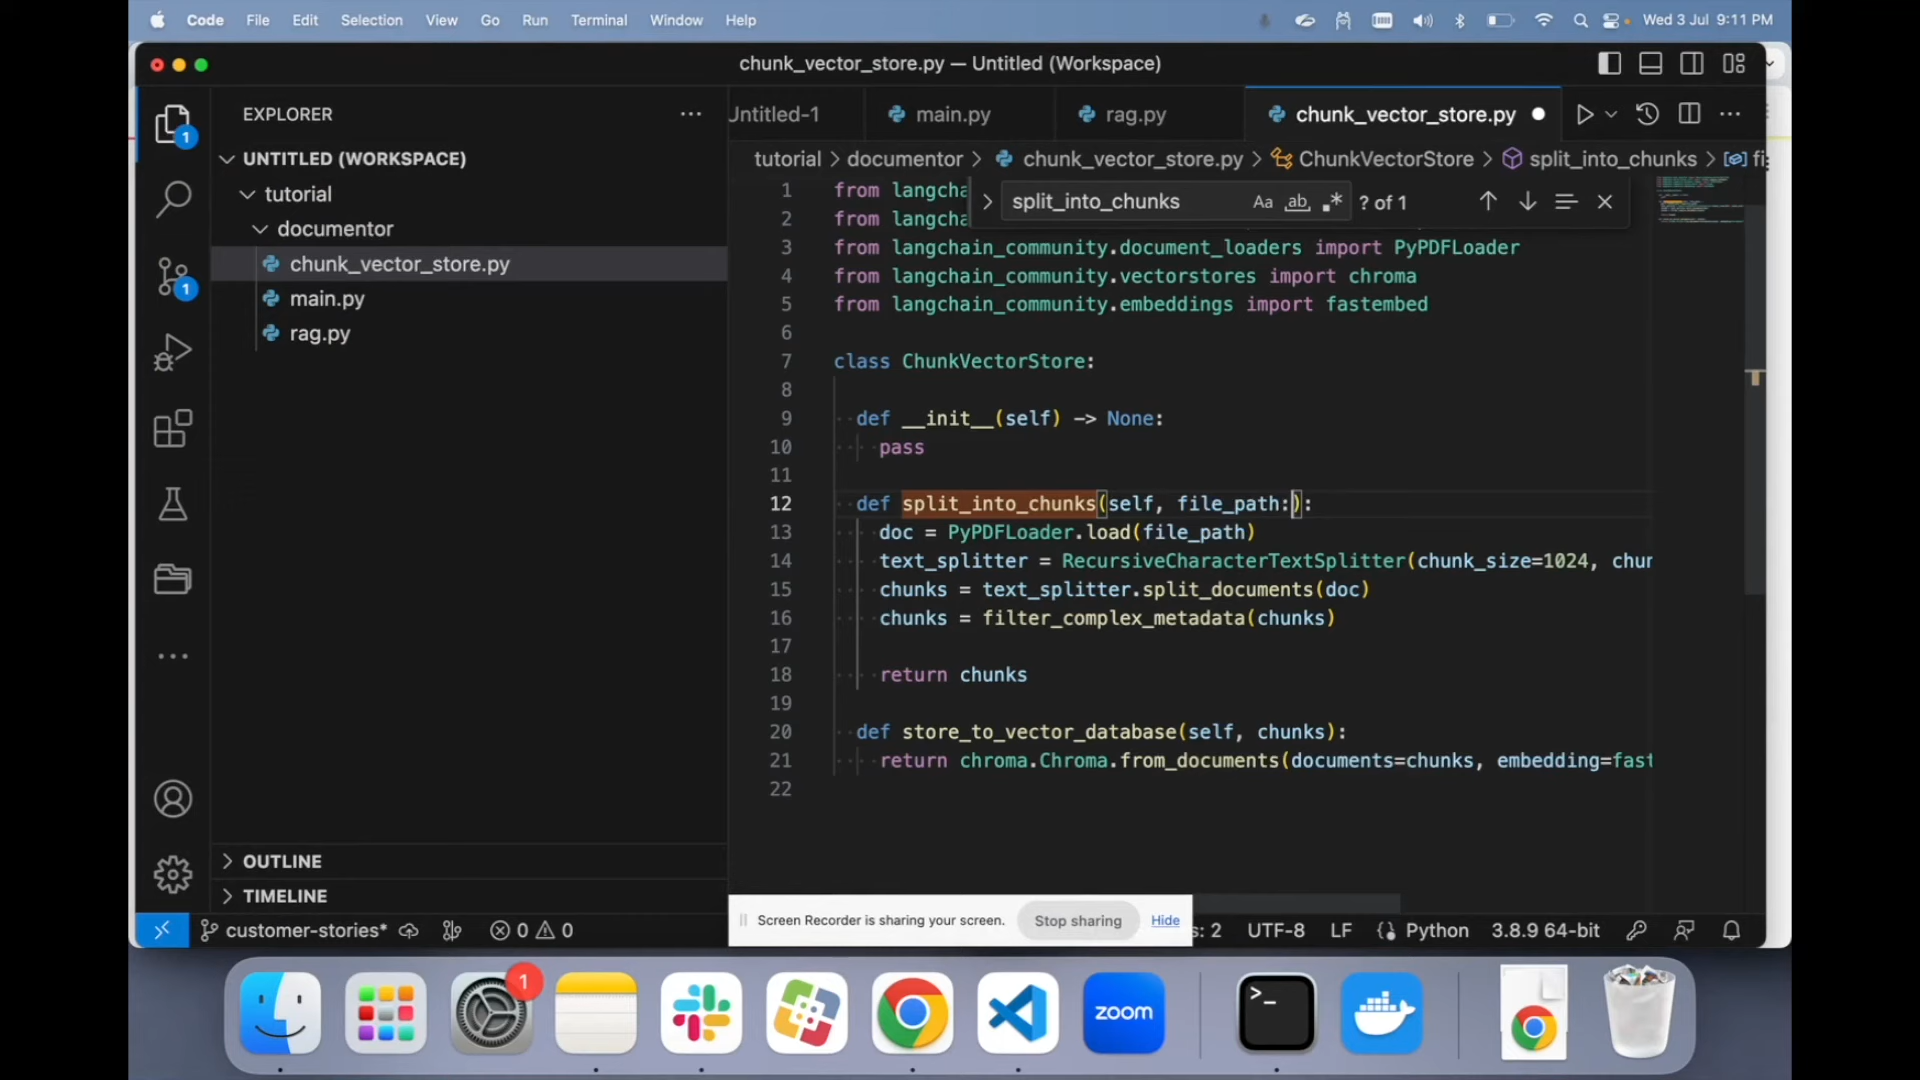 Code File Edit Selection View Go Run Terminal Window Help Wed 3 Jul 9:11 PM
chunk_vector_store.py — Untitled (Workspace)
EXPLORER
UNTITLED (WORKSPACE)
tutorial
documentor
chunk_vector_store.py
main.py
rag.py
OUTLINE
TIMELINE
1
1
Untitled-1 main.py rag.py chunk_vector_store.py
tutorial > documentor > chunk_vector_store.py > ChunkVectorStore > split_into_chunks >
split_into_chunks Aa ab .* ? of 1
1 from langcha
2 from langcha
3 from langchain_community.document_loaders import PyPDFLoader
4 from langchain_community.vectorstores import chroma
5 from langchain_community.embeddings import fastembed
6
7 class ChunkVectorStore:
8
9 def __init__(self) -> None:
10 pass
11
12 def split_into_chunks(self, file_path:):
13 doc = PyPDFLoader.load(file_path)
14 text_splitter = RecursiveCharacterTextSplitter(chunk_size=1024, chun
15 chunks = text_splitter.split_documents(doc)
16 chunks = filter_complex_metadata(chunks)
17
18 return chunks
19
20 def store_to_vector_database(self, chunks):
21 return chroma.Chroma.from_documents(documents=chunks, embedding=fast
22
Screen Recorder is sharing your screen. Stop sharing Hide
customer-stories* 0 0 s: 2 UTF-8 LF Python 3.8.9 64-bit
1
zoom